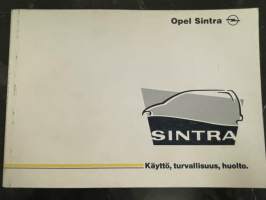 Opel Sintra
SINTRA
Käyttö, turvallisuus, huolto.